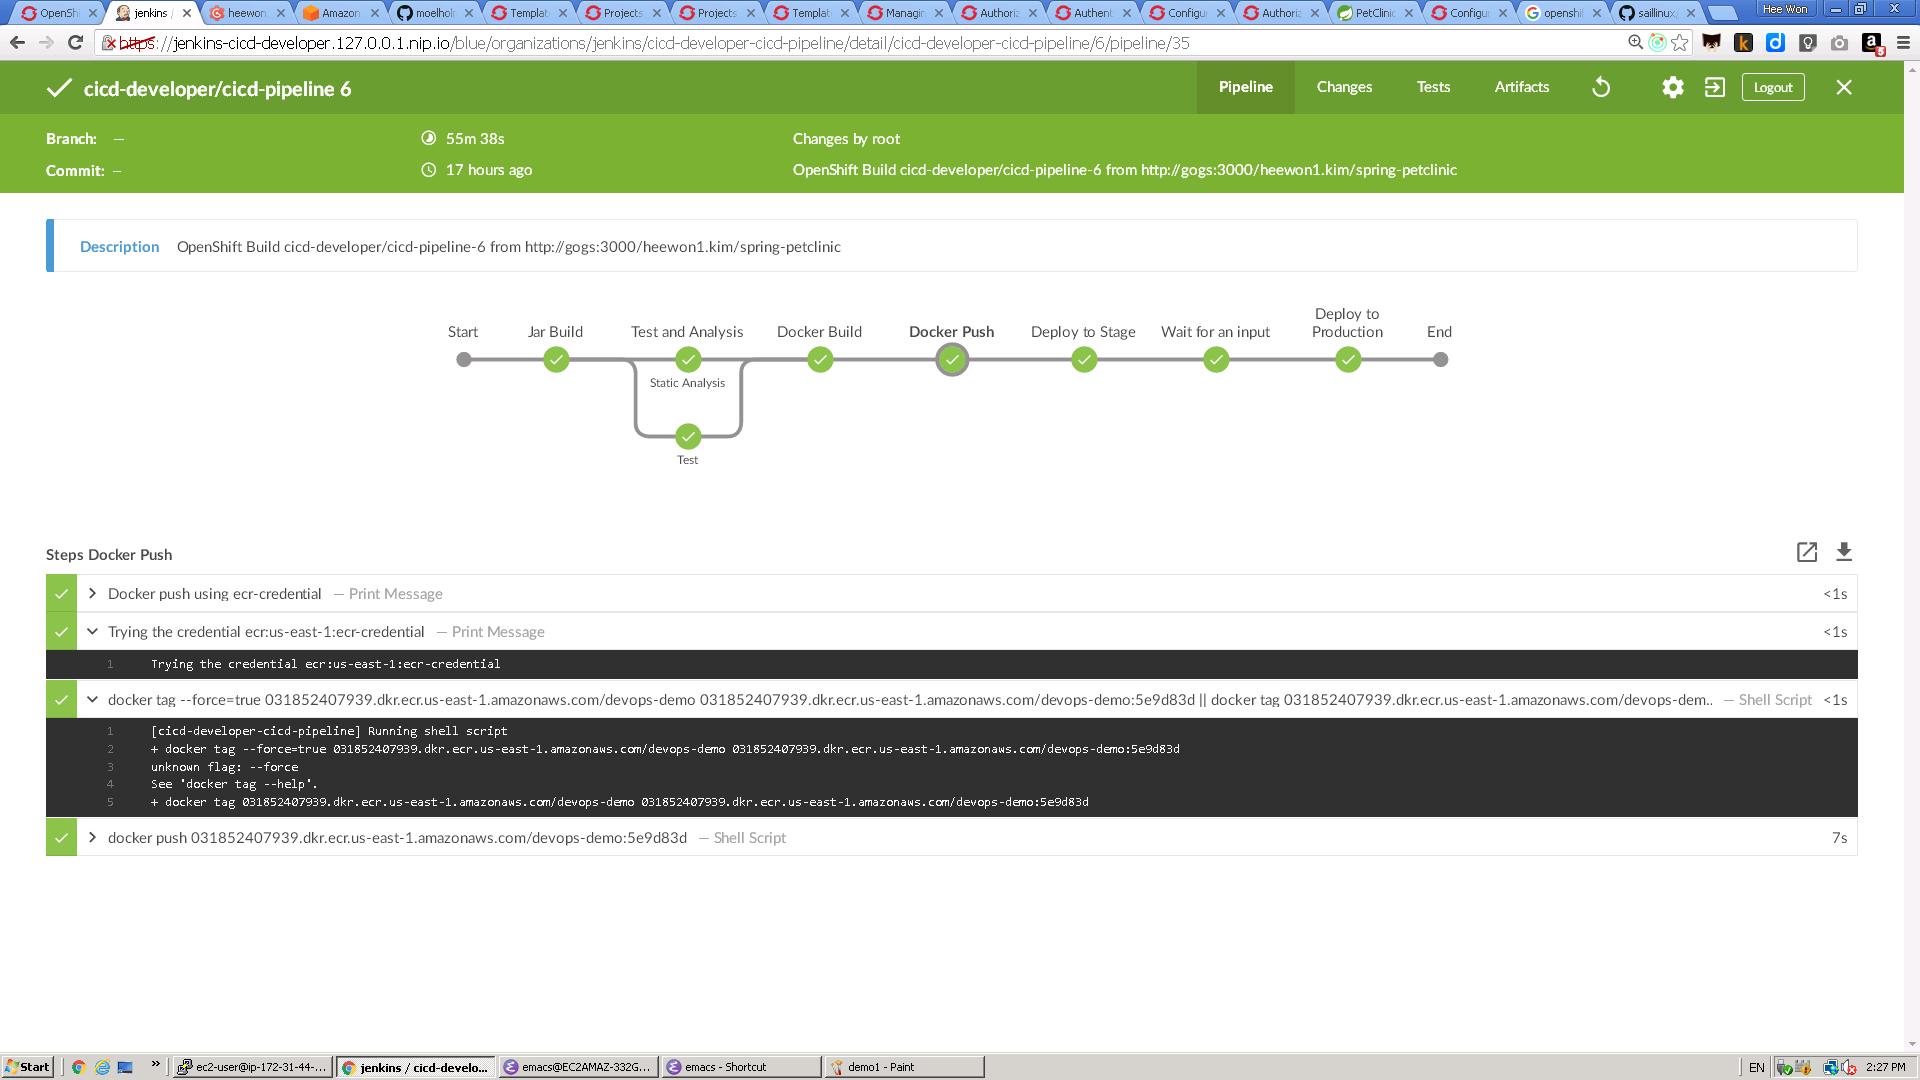 OpenShi
jenkins /
heewon
Amazon
moelholr
Templat
Projects
Projects
Templat
Managin
Authoriz
Authent
Configur
Authoriz
PetClinic
Configur
openshif
saillinux/
Hee Won
https://jenkins-cicd-developer.127.0.0.1.nip.io/blue/organizations/jenkins/cicd-developer-cicd-pipeline/detail/cicd-developer-cicd-pipeline/6/pipeline/35
cicd-developer/cicd-pipeline 6
Pipeline
Changes
Tests
Artifacts
Logout
Branch: —
55m 38s
Changes by root
Commit: –
17 hours ago
OpenShift Build cicd-developer/cicd-pipeline-6 from http://gogs:3000/heewon1.kim/spring-petclinic
Description OpenShift Build cicd-developer/cicd-pipeline-6 from http://gogs:3000/heewon1.kim/spring-petclinic
Start
Jar Build
Test and Analysis
Docker Build
Docker Push
Deploy to Stage
Wait for an input
Deploy to
Production
End
Static Analysis
Test
Steps Docker Push
Docker push using ecr-credential — Print Message <1s
Trying the credential ecr:us-east-1:ecr-credential — Print Message <1s
1 Trying the credential ecr:us-east-1:ecr-credential
docker tag --force=true 031852407939.dkr.ecr.us-east-1.amazonaws.com/devops-demo 031852407939.dkr.ecr.us-east-1.amazonaws.com/devops-demo:5e9d83d || docker tag 031852407939.dkr.ecr.us-east-1.amazonaws.com/devops-dem.. — Shell Script <1s
1 [cicd-developer-cicd-pipeline] Running shell script
2 + docker tag --force=true 031852407939.dkr.ecr.us-east-1.amazonaws.com/devops-demo 031852407939.dkr.ecr.us-east-1.amazonaws.com/devops-demo:5e9d83d
3 unknown flag: --force
4 See 'docker tag --help'.
5 + docker tag 031852407939.dkr.ecr.us-east-1.amazonaws.com/devops-demo 031852407939.dkr.ecr.us-east-1.amazonaws.com/devops-demo:5e9d83d
docker push 031852407939.dkr.ecr.us-east-1.amazonaws.com/devops-demo:5e9d83d — Shell Script 7s
Start
ec2-user@ip-172-31-44-...
jenkins / cicd-develo...
emacs@EC2AMAZ-332G...
emacs - Shortcut
demo1 - Paint
EN
2:27 PM